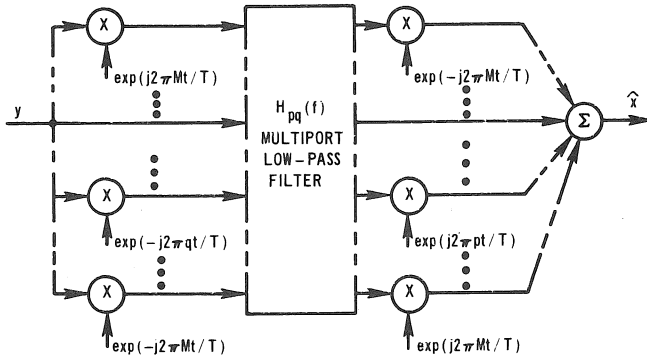 X
X
exp(j2πMt/T)
exp(-j2πMt/T)
y
H_pq(f)
MULTIPORT
LOW-PASS
FILTER
Σ
x̂
X
X
exp(-j2πqt/T)
exp(j2πpt/T)
X
X
exp(-j2πMt/T)
exp(j2πMt/T)